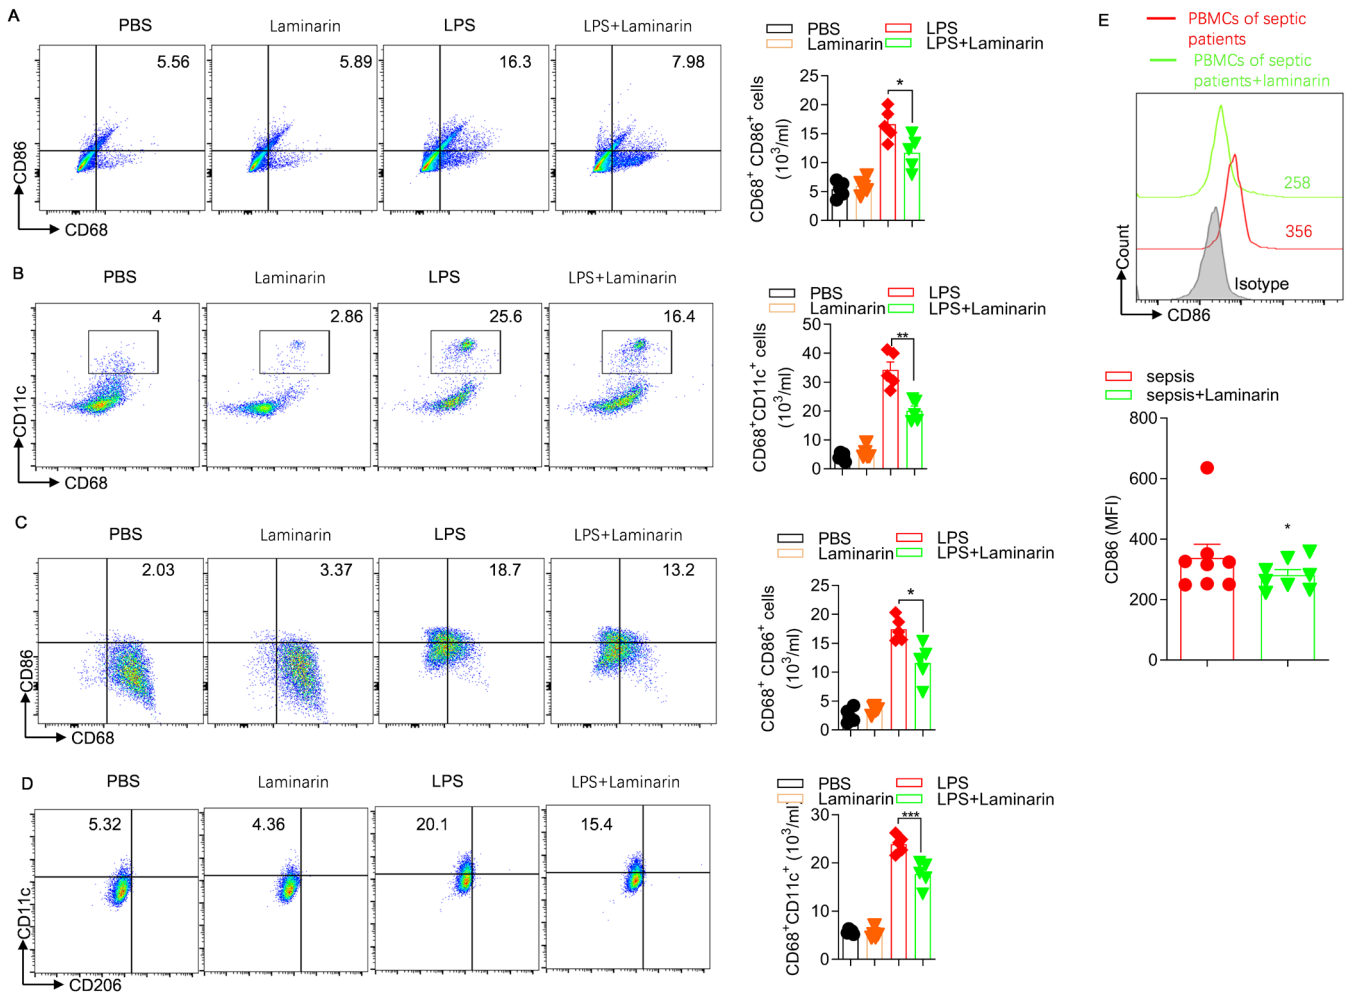 A
PBS
Laminarin
LPS
LPS+Laminarin
5.56
5.89
16.3
7.98
CD86
CD68
PBS
LPS
Laminarin
LPS+Laminarin
CD68+ CD86+ cells
(103/ml)
25
20
15
10
5
0
*
B
PBS
Laminarin
LPS
LPS+Laminarin
4
2.86
25.6
16.4
CD11c
CD68
PBS
LPS
Laminarin
LPS+Laminarin
CD68+CD11c+ cells
(103/ml)
50
40
30
20
10
0
**
C
PBS
Laminarin
LPS
LPS+Laminarin
2.03
3.37
18.7
13.2
CD86
CD68
PBS
LPS
Laminarin
LPS+Laminarin
CD68+ CD86+ cells
(103/ml)
25
20
15
10
5
0
*
D
PBS
Laminarin
LPS
LPS+Laminarin
5.32
4.36
20.1
15.4
CD11c
CD206
PBS
LPS
Laminarin
LPS+Laminarin
CD68+CD11c+ (103/ml)
30
20
10
0
***
E
PBMCs of septic
patients
PBMCs of septic
patients+laminarin
258
356
Isotype
Count
CD86
sepsis
sepsis+Laminarin
CD86 (MFI)
800
600
400
200
0
*